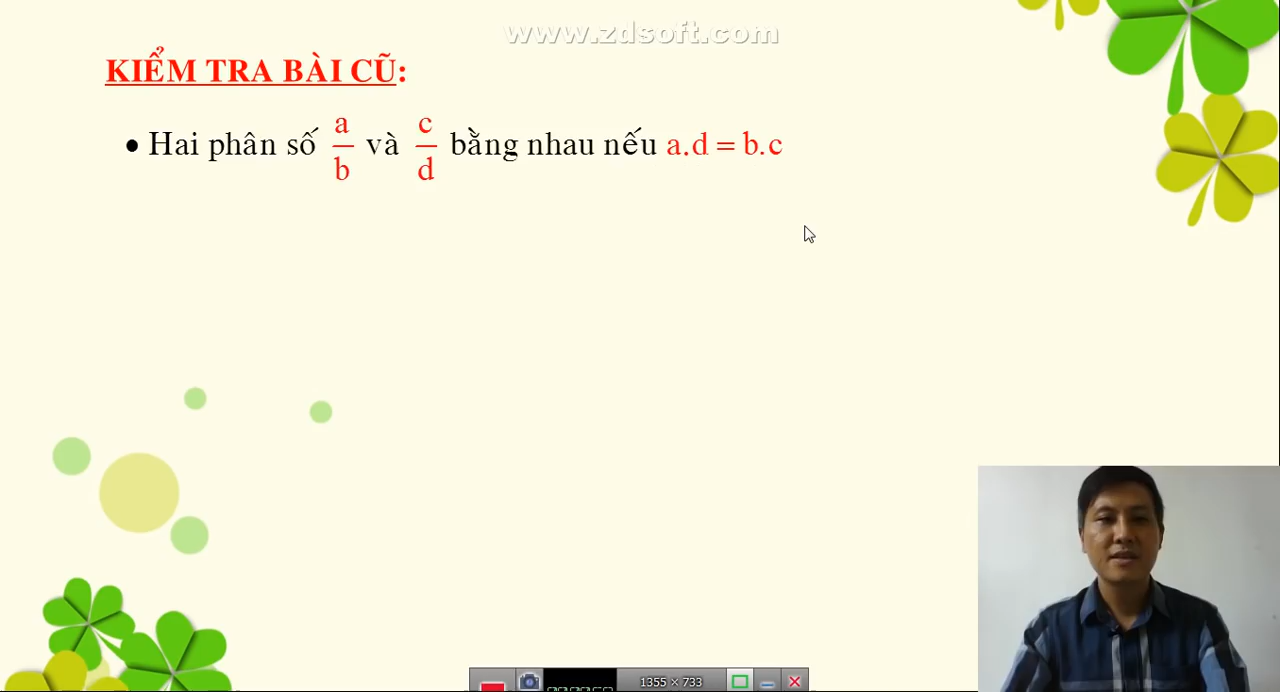 www.zdsoft.com
KIỂM TRA BÀI CŨ:
• Hai phân số a/b và c/d bằng nhau nếu a.d = b.c
1355 × 733